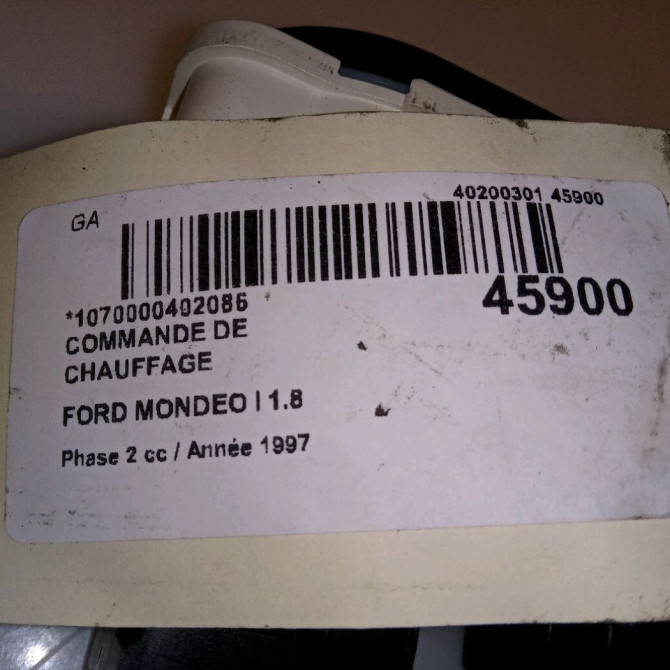 GA
40200301 45900
*1070000402086
45900
COMMANDE DE
CHAUFFAGE
FORD MONDEO I 1.8
Phase 2 cc / Année 1997